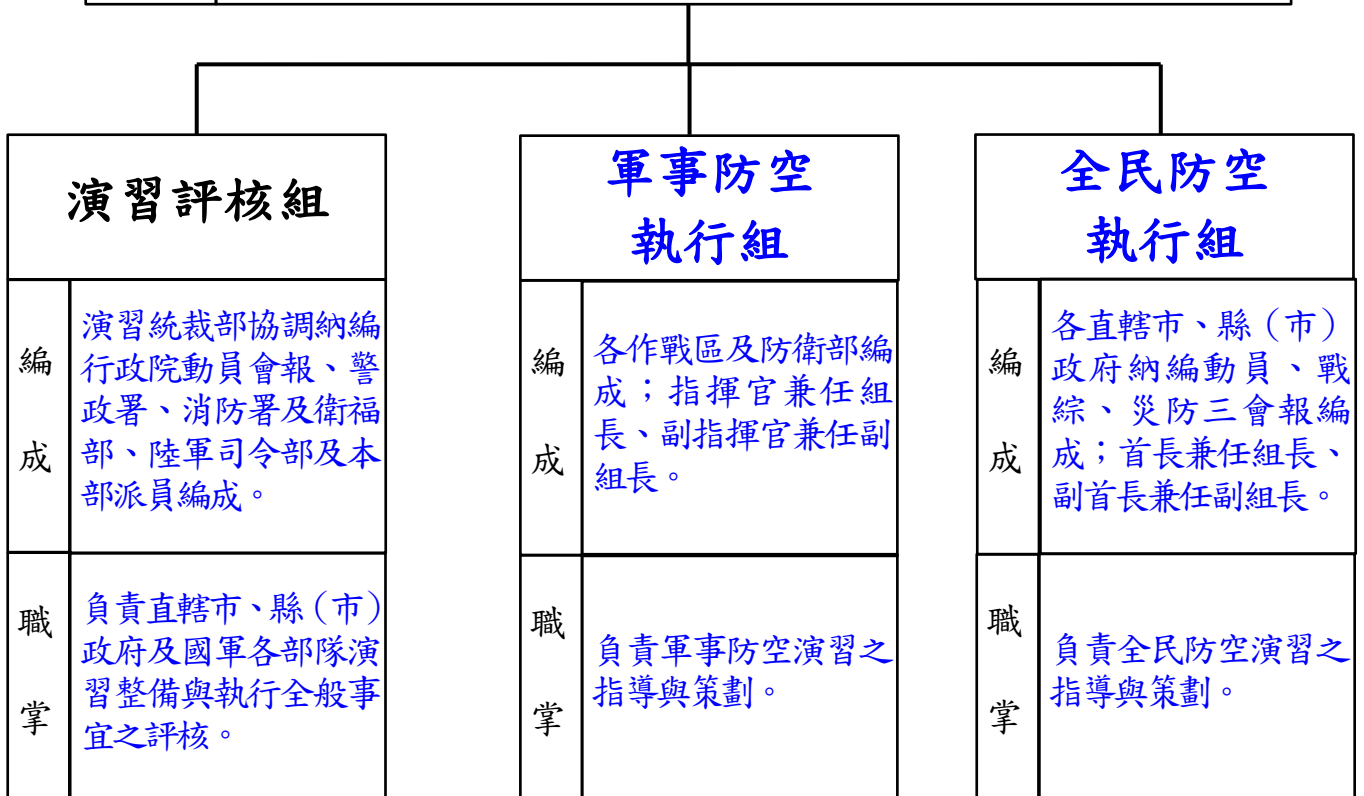 演習評核組
編
成
演習統裁部協調納編
行政院動員會報、警
政署、消防署及衛福
部、陸軍司令部及本
部派員編成。
職
掌
負責直轄市、縣（市）
政府及國軍各部隊演
習整備與執行全般事
宜之評核。
軍事防空
執行組
編
成
各作戰區及防衛部編
成；指揮官兼任組
長、副指揮官兼任副
組長。
職
掌
負責軍事防空演習之
指導與策劃。
全民防空
執行組
編
成
各直轄市、縣（市）
政府納編動員、戰
綜、災防三會報編
成；首長兼任組長、
副首長兼任副組長。
職
掌
負責全民防空演習之
指導與策劃。